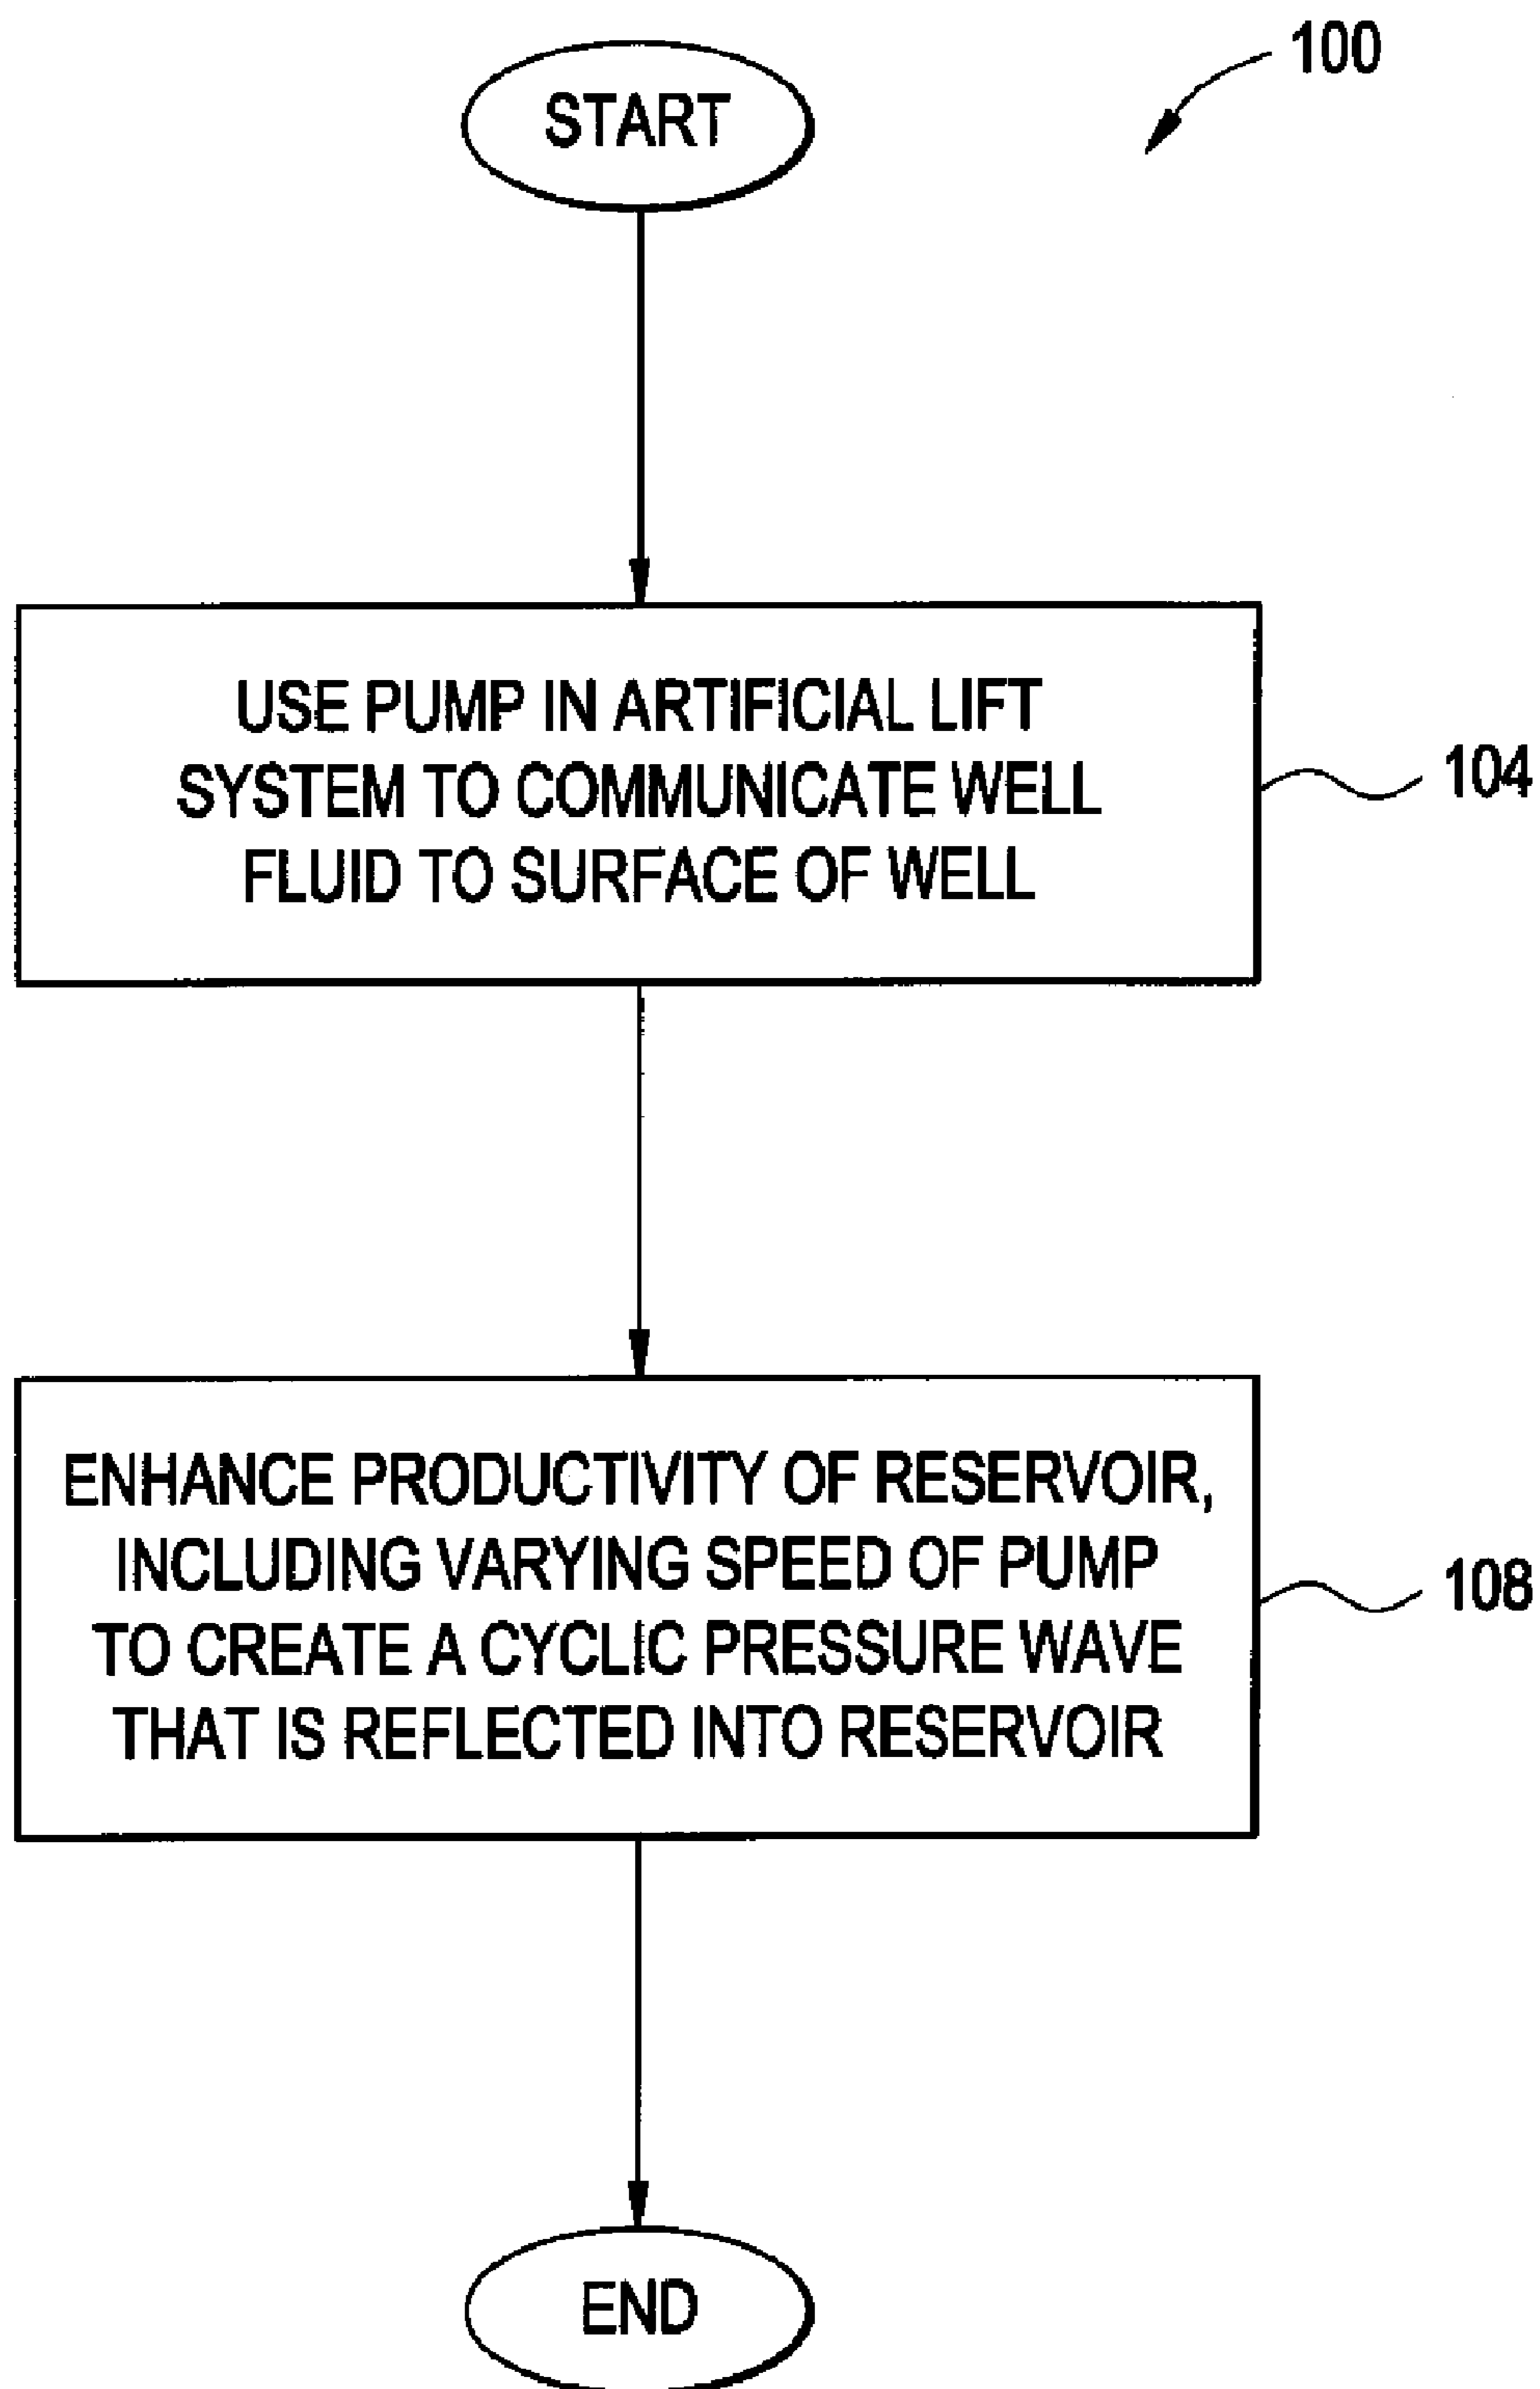 100
START
USE PUMP IN ARTIFICIAL LIFT
SYSTEM TO COMMUNICATE WELL
FLUID TO SURFACE OF WELL
104
ENHANCE PRODUCTIVITY OF RESERVOIR,
INCLUDING VARYING SPEED OF PUMP
TO CREATE A CYCLIC PRESSURE WAVE
THAT IS REFLECTED INTO RESERVOIR
108
END